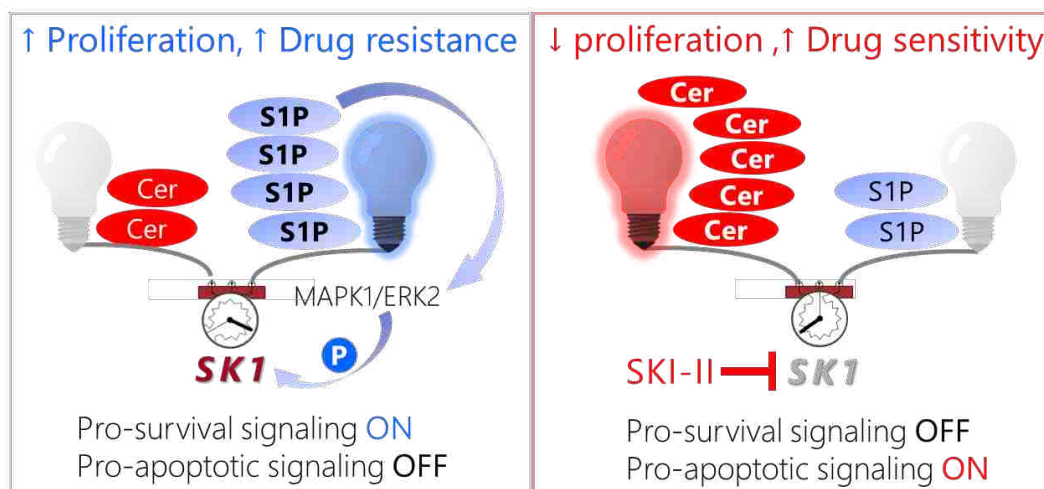 ↑ Proliferation, ↑ Drug resistance
S1P
S1P
S1P
S1P
Cer
Cer
MAPK1/ERK2
P
SK1
Pro-survival signaling ON
Pro-apoptotic signaling OFF
↓ proliferation ,↑ Drug sensitivity
Cer
Cer
Cer
Cer
Cer
S1P
S1P
SKI-II SK1
Pro-survival signaling OFF
Pro-apoptotic signaling ON